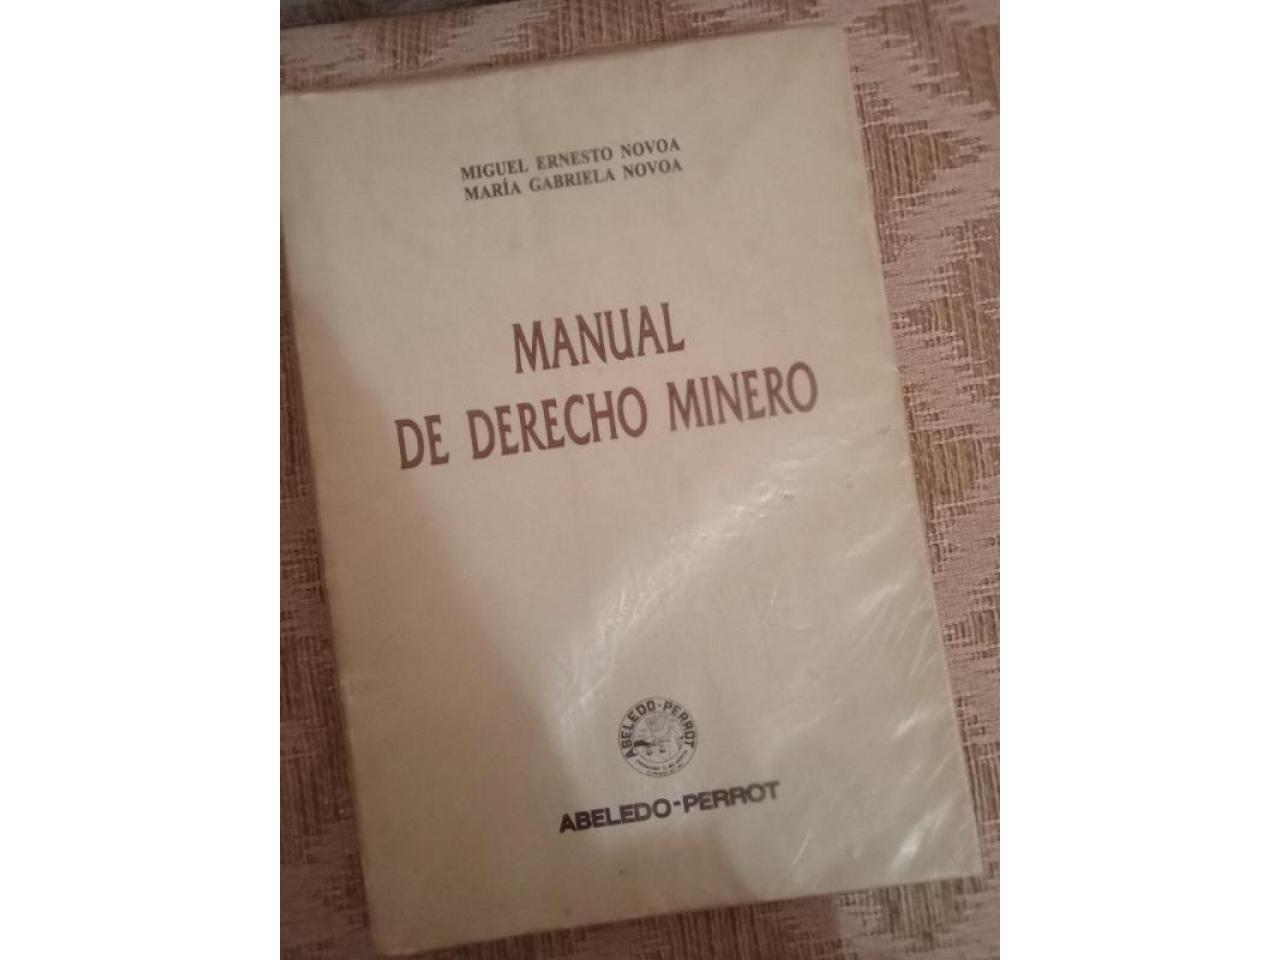 MIGUEL ERNESTO NOVOA
MARÍA GABRIELA NOVOA
MANUAL
DE DERECHO MINERO
ABELEDO-PERROT
ABELEDO-PERROT